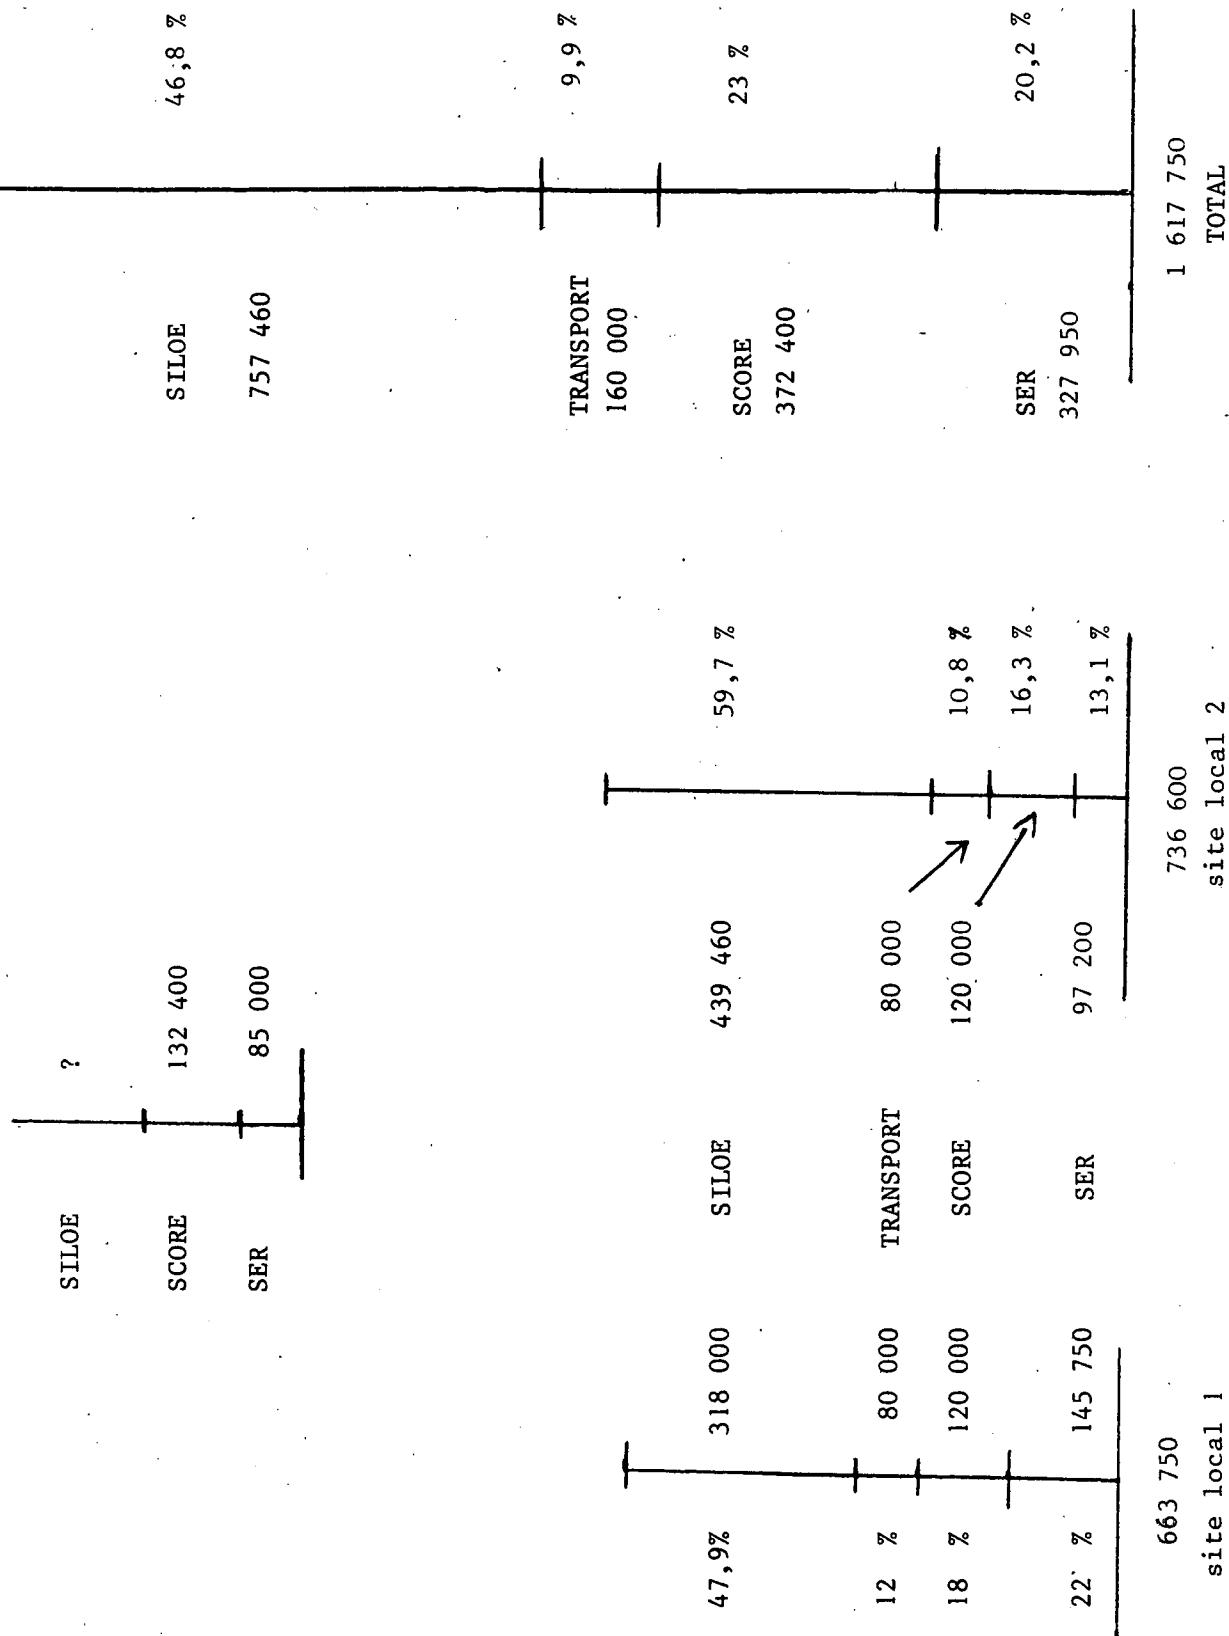 SILOE ?
SCORE 132 400
SER 85 000
47,9% 318 000
12 % 80 000
18 % 120 000
22 % 145 750
663 750
site local 1
SILOE 439 460 59,7 %
TRANSPORT 80 000 10,8 %
SCORE 120 000 16,3 %
SER 97 200 13,1 %
736 600
site local 2
SILOE 46,8 %
757 460
TRANSPORT 9,9 %
160 000
SCORE 23 %
372 400
SER 20,2 %
327 950
1 617 750
TOTAL